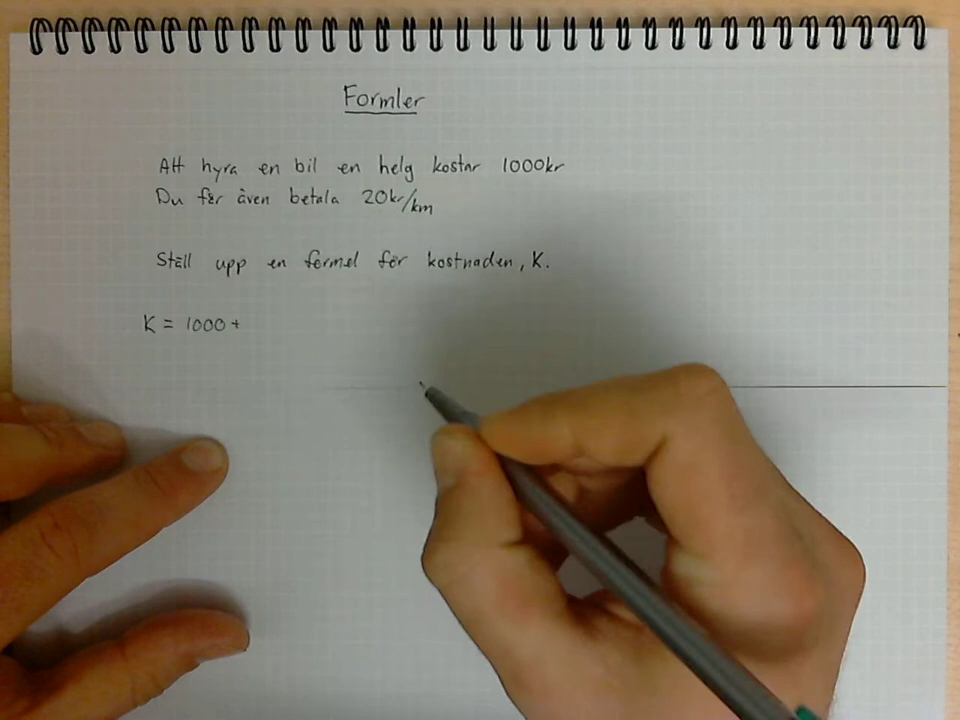 Formler
Att hyra en bil en helg kostar 1000kr
Du får även betala 20kr/km
Ställ upp en formel för kostnaden, K.
K = 1000 +